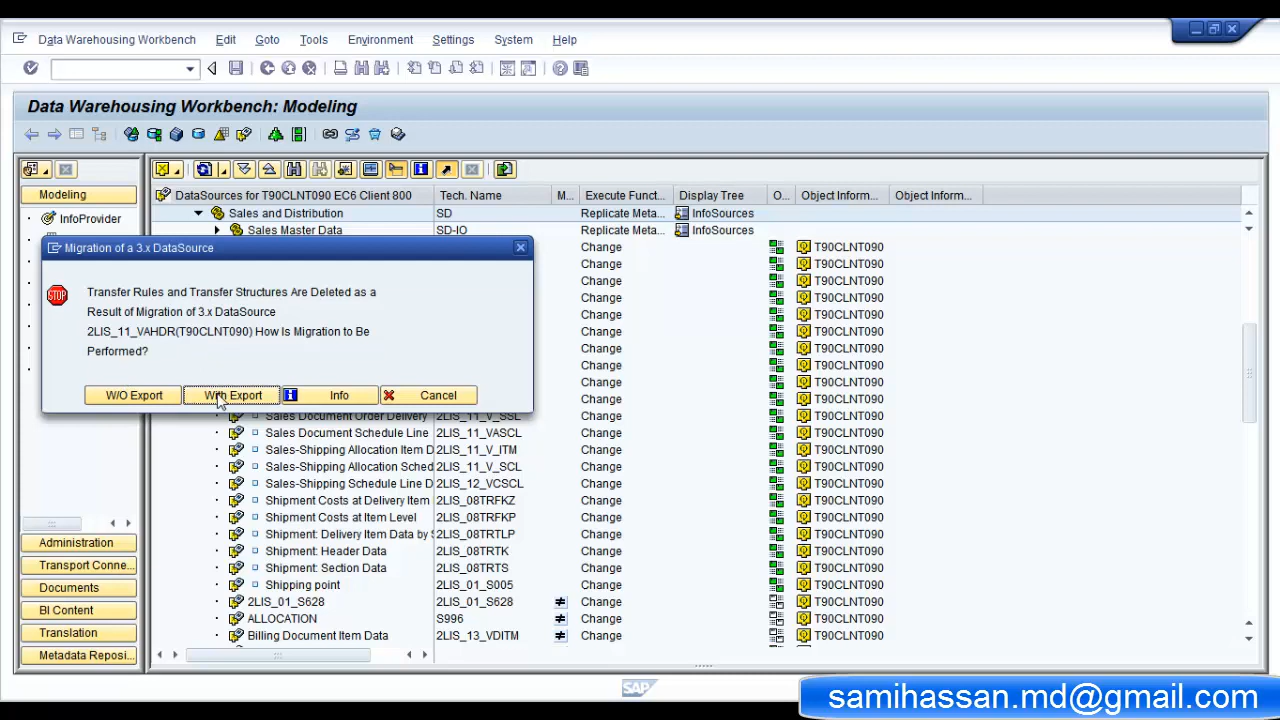 Data Warehousing Workbench Edit Goto Tools Environment Settings System Help
Data Warehousing Workbench: Modeling
Modeling
InfoProvider
Administration
Transport Conne...
Documents
BI Content
Translation
Metadata Reposi...
DataSources for T90CLNT090 EC6 Client 800 Tech. Name M... Execute Funct... Display Tree O... Object Inform... Object Inform...
Sales and Distribution SD Replicate Meta... InfoSources
Sales Master Data SD-IO Replicate Meta... InfoSources
Change T90CLNT090
Change T90CLNT090
Change T90CLNT090
Change T90CLNT090
Change T90CLNT090
Change T90CLNT090
Change T90CLNT090
Change T90CLNT090
Change T90CLNT090
Change T90CLNT090
Sales Document Order Delivery 2LIS_11_V_SSL Change T90CLNT090
Sales Document Schedule Line 2LIS_11_VASCL Change T90CLNT090
Sales-Shipping Allocation Item D 2LIS_11_V_ITM Change T90CLNT090
Sales-Shipping Allocation Sched 2LIS_11_V_SCL Change T90CLNT090
Sales-Shipping Schedule Line D 2LIS_12_VCSCL Change T90CLNT090
Shipment Costs at Delivery Item 2LIS_08TRFKZ Change T90CLNT090
Shipment Costs at Item Level 2LIS_08TRFKP Change T90CLNT090
Shipment: Delivery Item Data by S 2LIS_08TRTLP Change T90CLNT090
Shipment: Header Data 2LIS_08TRTK Change T90CLNT090
Shipment: Section Data 2LIS_08TRTS Change T90CLNT090
Shipping point 2LIS_01_S005 Change T90CLNT090
2LIS_01_S628 2LIS_01_S628 Change T90CLNT090
ALLOCATION S996 Change T90CLNT090
Billing Document Item Data 2LIS_13_VDITM Change T90CLNT090
Migration of a 3.x DataSource
STOP
Transfer Rules and Transfer Structures Are Deleted as a
Result of Migration of 3.x DataSource
2LIS_11_VAHDR(T90CLNT090) How Is Migration to Be
Performed?
W/O Export With Export Info Cancel
SAP
samihassan.md@gmail.com